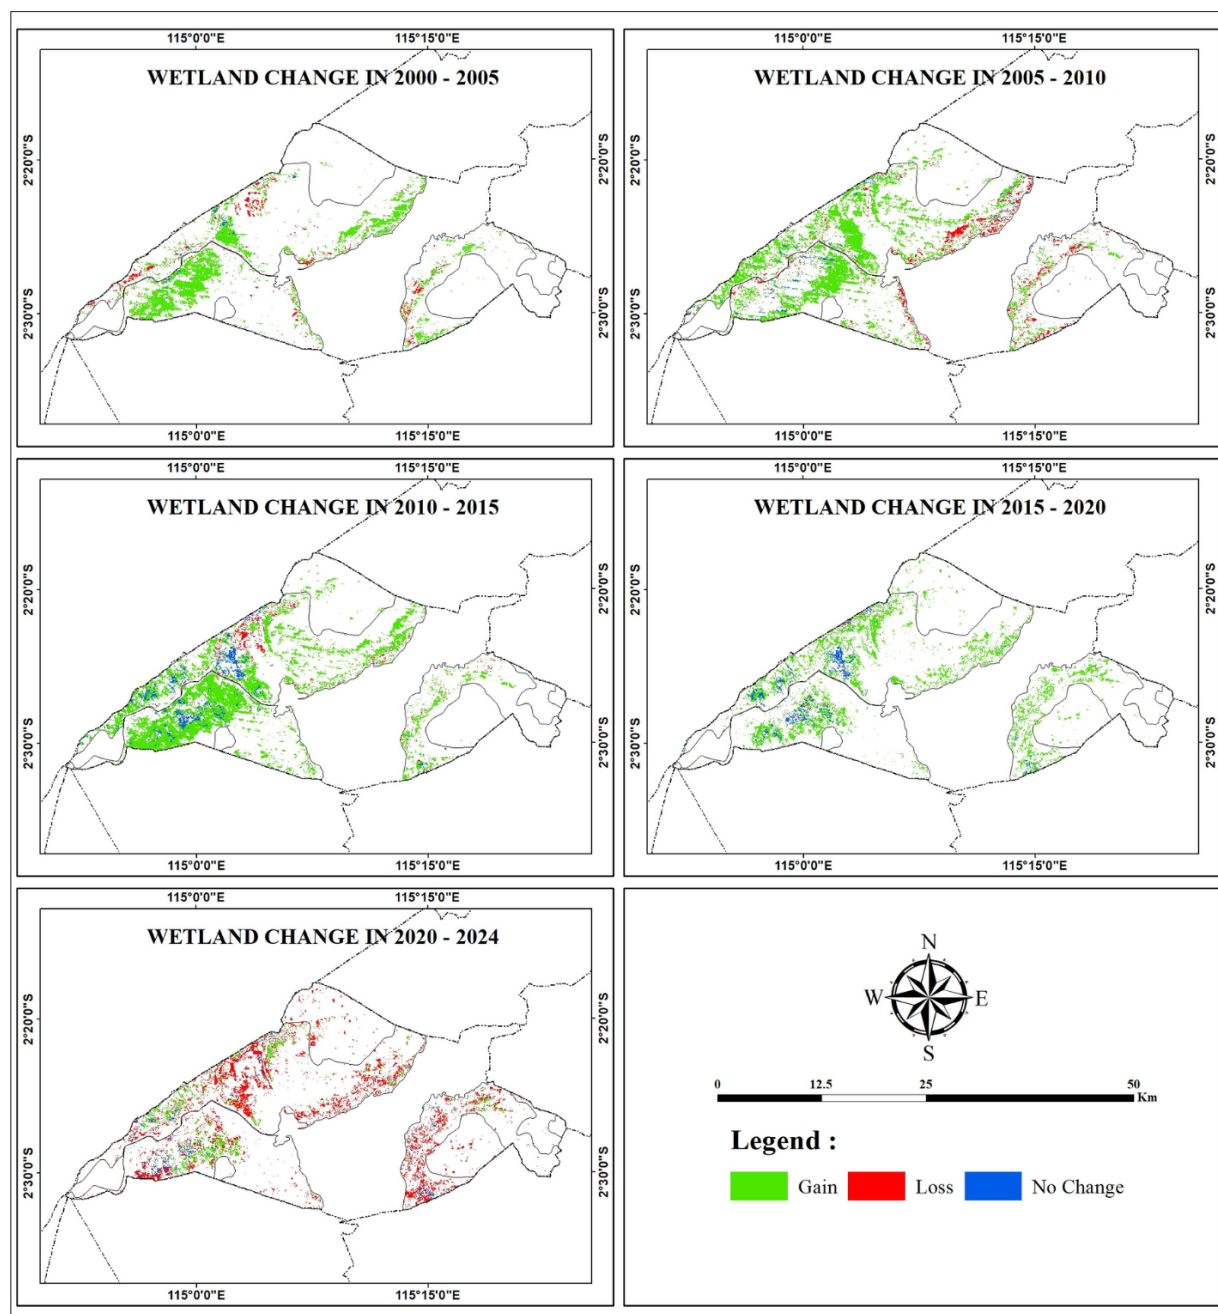 115°0'0"E 115°15'0"E
WETLAND CHANGE IN 2000 - 2005
2°20'0"S 2°20'0"S
2°30'0"S 2°30'0"S
115°0'0"E 115°15'0"E
115°0'0"E 115°15'0"E
WETLAND CHANGE IN 2005 - 2010
2°20'0"S 2°20'0"S
2°30'0"S 2°30'0"S
115°0'0"E 115°15'0"E
115°0'0"E 115°15'0"E
WETLAND CHANGE IN 2010 - 2015
2°20'0"S 2°20'0"S
2°30'0"S 2°30'0"S
115°0'0"E 115°15'0"E
115°0'0"E 115°15'0"E
WETLAND CHANGE IN 2015 - 2020
2°20'0"S 2°20'0"S
2°30'0"S 2°30'0"S
115°0'0"E 115°15'0"E
115°0'0"E 115°15'0"E
WETLAND CHANGE IN 2020 - 2024
2°20'0"S 2°20'0"S
2°30'0"S 2°30'0"S
115°0'0"E 115°15'0"E
N
W E
S
0 12.5 25 50
Km
Legend :
Gain Loss No Change